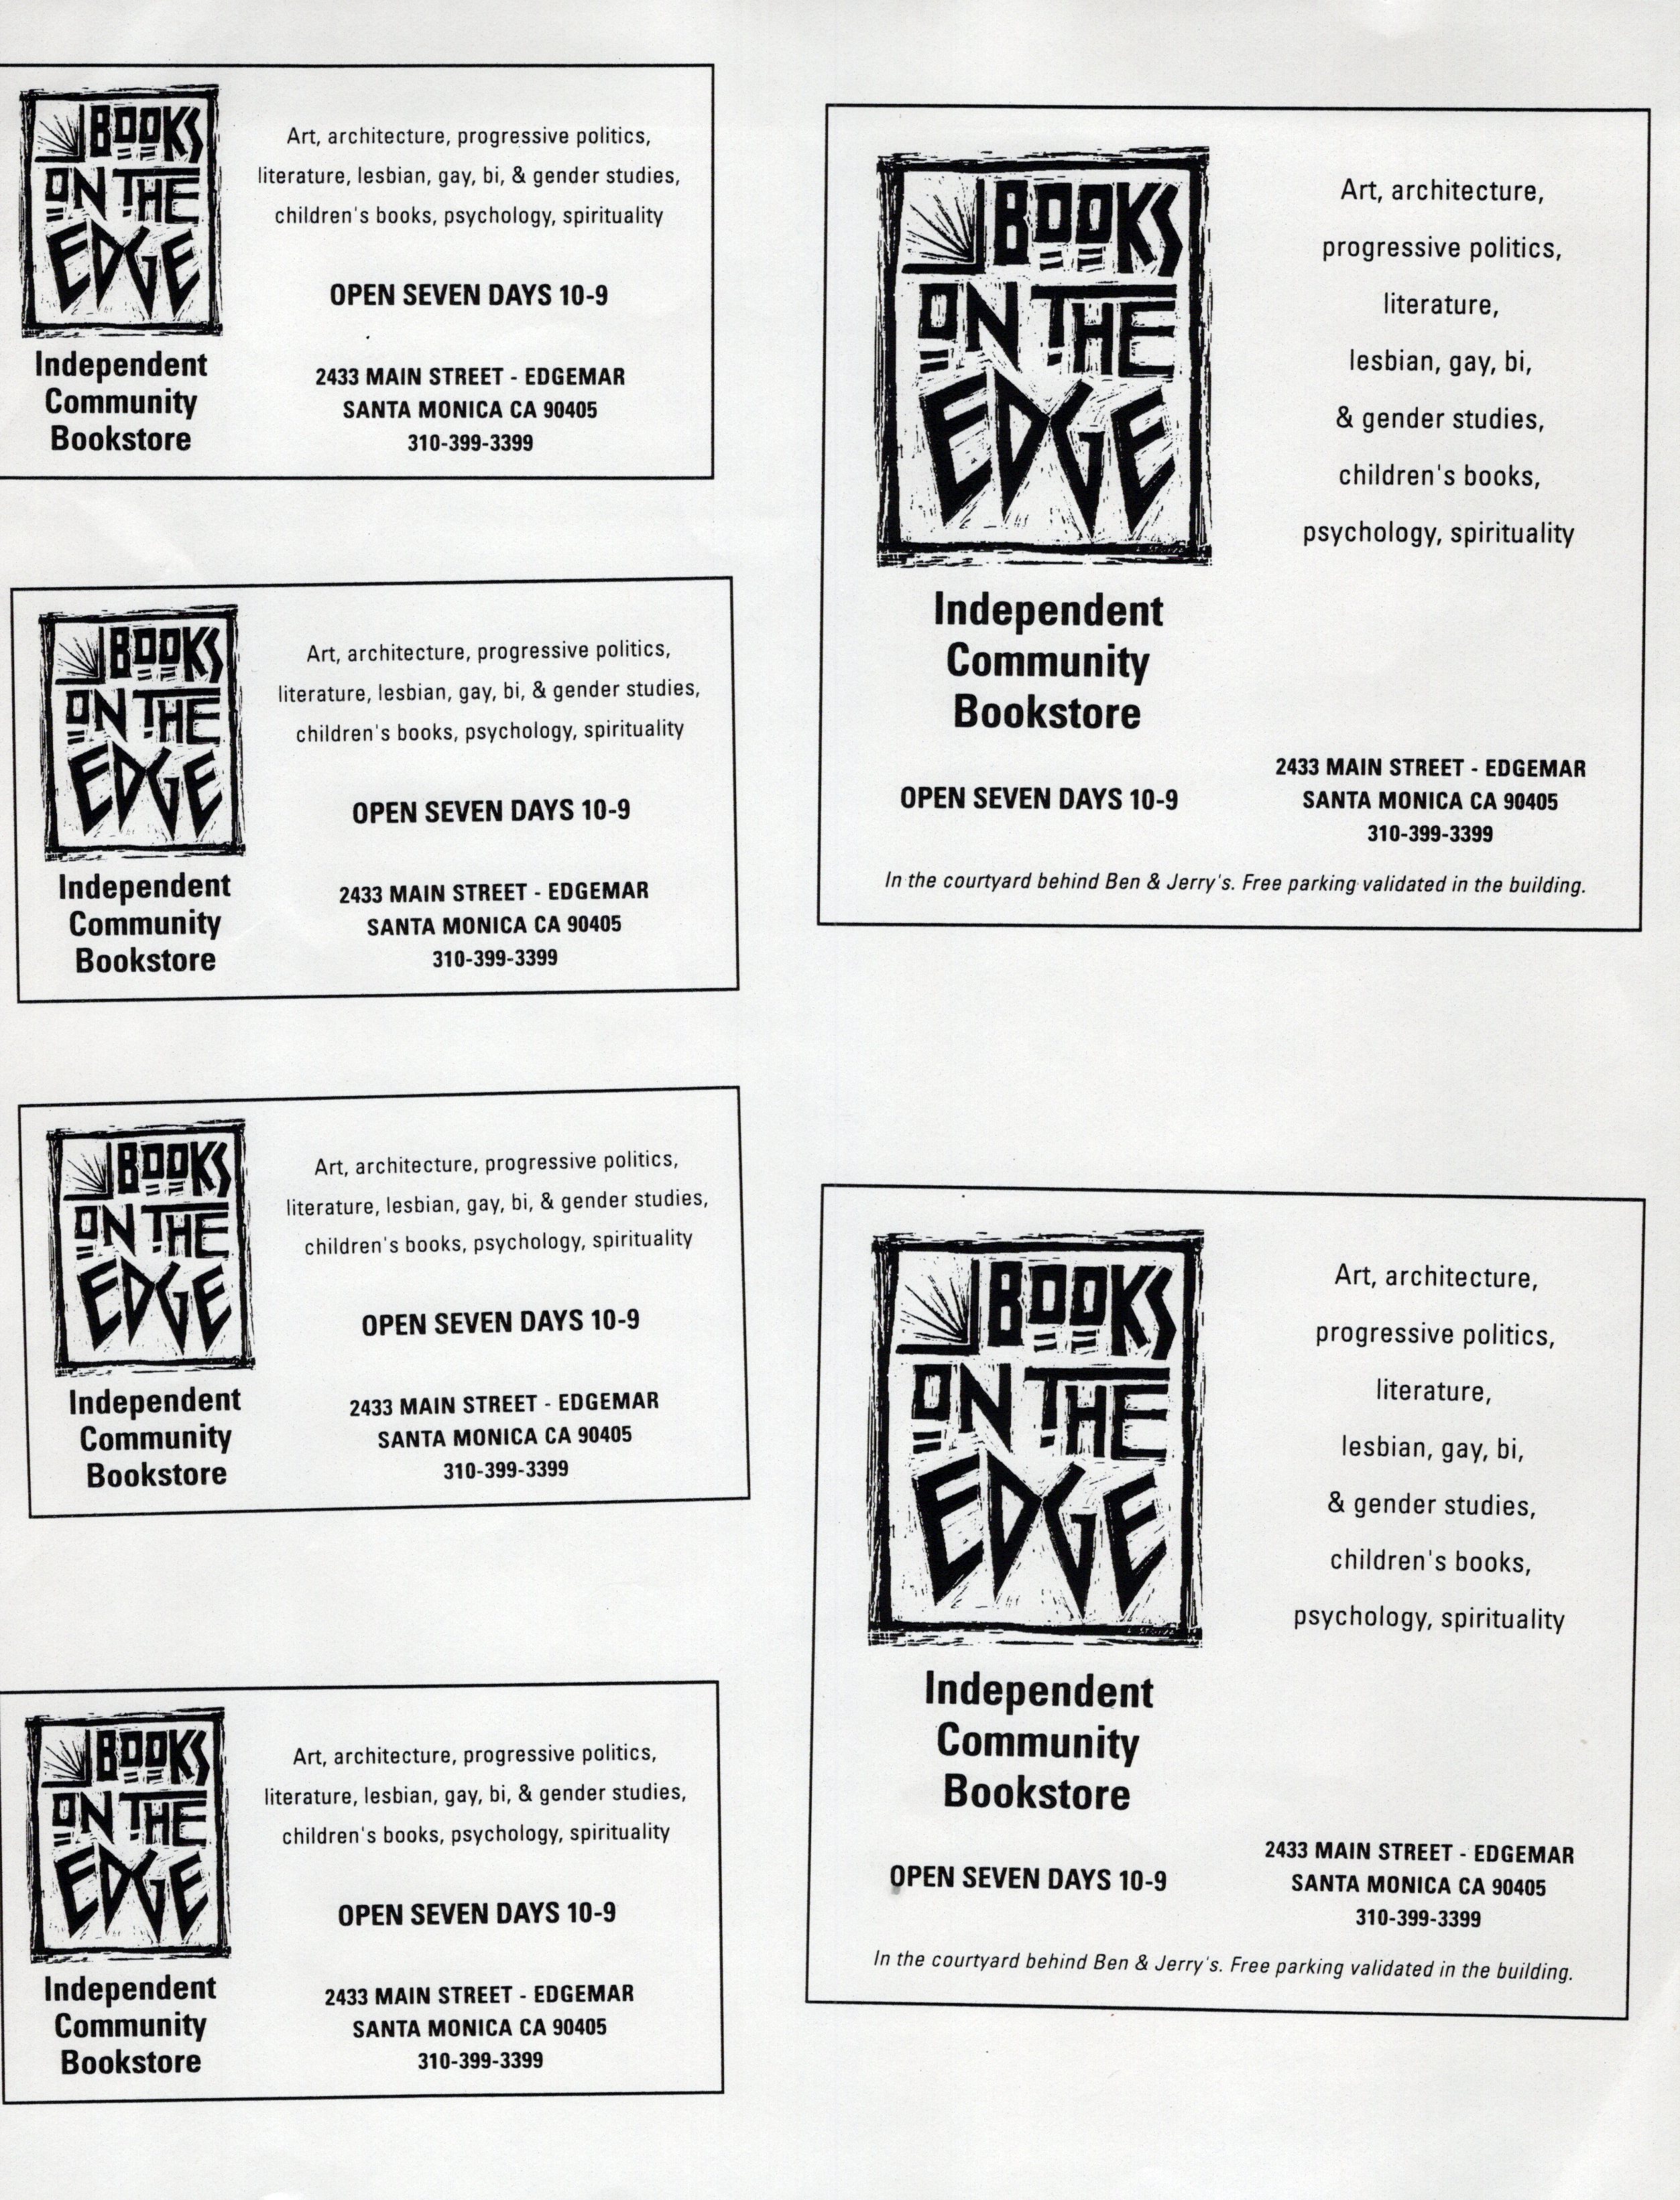 BOOKS
ON THE
EDGE
Independent
Community
Bookstore
Art, architecture, progressive politics,
literature, lesbian, gay, bi, & gender studies,
children's books, psychology, spirituality
OPEN SEVEN DAYS 10-9
2433 MAIN STREET - EDGEMAR
SANTA MONICA CA 90405
310-399-3399
BOOKS
ON THE
EDGE
Independent
Community
Bookstore
Art, architecture, progressive politics,
literature, lesbian, gay, bi, & gender studies,
children's books, psychology, spirituality
OPEN SEVEN DAYS 10-9
2433 MAIN STREET - EDGEMAR
SANTA MONICA CA 90405
310-399-3399
BOOKS
ON THE
EDGE
Independent
Community
Bookstore
Art, architecture, progressive politics,
literature, lesbian, gay, bi, & gender studies,
children's books, psychology, spirituality
OPEN SEVEN DAYS 10-9
2433 MAIN STREET - EDGEMAR
SANTA MONICA CA 90405
310-399-3399
BOOKS
ON THE
EDGE
Independent
Community
Bookstore
Art, architecture, progressive politics,
literature, lesbian, gay, bi, & gender studies,
children's books, psychology, spirituality
OPEN SEVEN DAYS 10-9
2433 MAIN STREET - EDGEMAR
SANTA MONICA CA 90405
310-399-3399
BOOKS
ON THE
EDGE
Independent
Community
Bookstore
OPEN SEVEN DAYS 10-9
Art, architecture,
progressive politics,
literature,
lesbian, gay, bi,
& gender studies,
children's books,
psychology, spirituality
2433 MAIN STREET - EDGEMAR
SANTA MONICA CA 90405
310-399-3399
In the courtyard behind Ben & Jerry's. Free parking validated in the building.
BOOKS
ON THE
EDGE
Independent
Community
Bookstore
OPEN SEVEN DAYS 10-9
Art, architecture,
progressive politics,
literature,
lesbian, gay, bi,
& gender studies,
children's books,
psychology, spirituality
2433 MAIN STREET - EDGEMAR
SANTA MONICA CA 90405
310-399-3399
In the courtyard behind Ben & Jerry's. Free parking validated in the building.